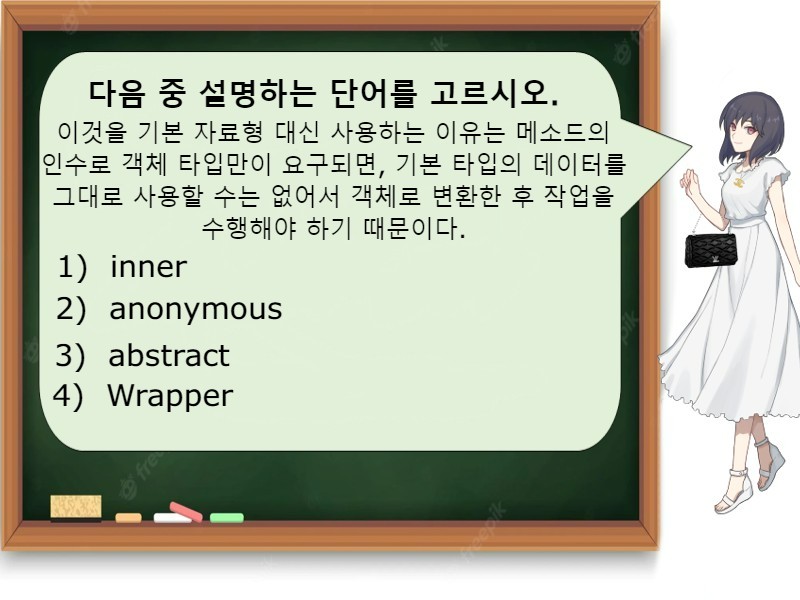 다음 중 설명하는 단어를 고르시오.
이것을 기본 자료형 대신 사용하는 이유는 메소드의
인수로 객체 타입만이 요구되면, 기본 타입의 데이터를
그대로 사용할 수는 없어서 객체로 변환한 후 작업을
수행해야 하기 때문이다.
1) inner
2) anonymous
3) abstract
4) Wrapper